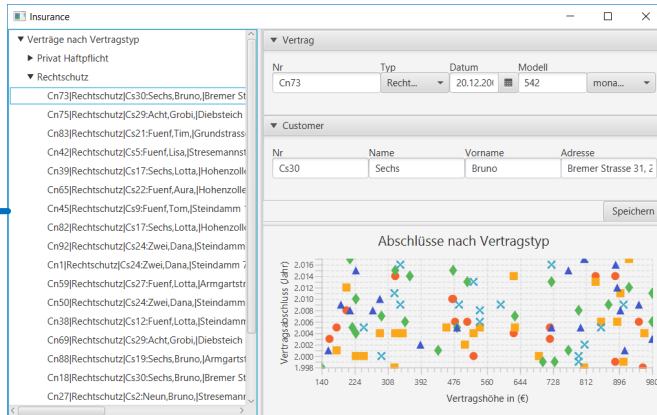 Insurance
Verträge nach Vertragstyp
Privat Haftpflicht
Rechtschutz
Cn73|Rechtschutz|Cs30:Sechs,Bruno,|Bremer St
Cn75|Rechtschutz|Cs29:Acht,Grobi,|Diebsteich
Cn83|Rechtschutz|Cs21:Fuenf,Tim,|Grundstrass
Cn42|Rechtschutz|Cs5:Fuenf,Lisa,|Stresemannst
Cn39|Rechtschutz|Cs17:Sechs,Lotta,|Hohenzolle
Cn65|Rechtschutz|Cs22:Fuenf,Aura,|Hohenzolle
Cn45|Rechtschutz|Cs9:Fuenf,Tom,|Steindamm
Cn82|Rechtschutz|Cs17:Sechs,Lotta,|Hohenzolle
Cn92|Rechtschutz|Cs24:Zwei,Dana,|Steindamm
Cn1|Rechtschutz|Cs24:Zwei,Dana,|Steindamm 7
Cn59|Rechtschutz|Cs27:Fuenf,Lotta,|Armgartstr
Cn50|Rechtschutz|Cs24:Zwei,Dana,|Steindamm
Cn38|Rechtschutz|Cs12:Fuenf,Lotta,|Steindamm
Cn69|Rechtschutz|Cs29:Acht,Grobi,|Diebsteich
Cn88|Rechtschutz|Cs19:Sechs,Bruno,|Armgartst
Cn18|Rechtschutz|Cs30:Sechs,Bruno,|Bremer St
Cn27|Rechtschutz|Cs2:Neun,Bruno,|Stresemann
Vertrag
Nr Typ Datum Modell
Cn73 Recht... 20.12.200 542 mona...
Customer
Nr Name Vorname Adresse
Cs30 Sechs Bruno Bremer Strasse 31, 2
Speichern
Abschlüsse nach Vertragstyp
Vertragsabschluss (Jahr)
2.016
2.014
2.012
2.010
2.008
2.006
2.004
2.002
2.000
1.998
140 224 308 392 476 560 644 728 812 896 980
Vertragshöhe in (€)